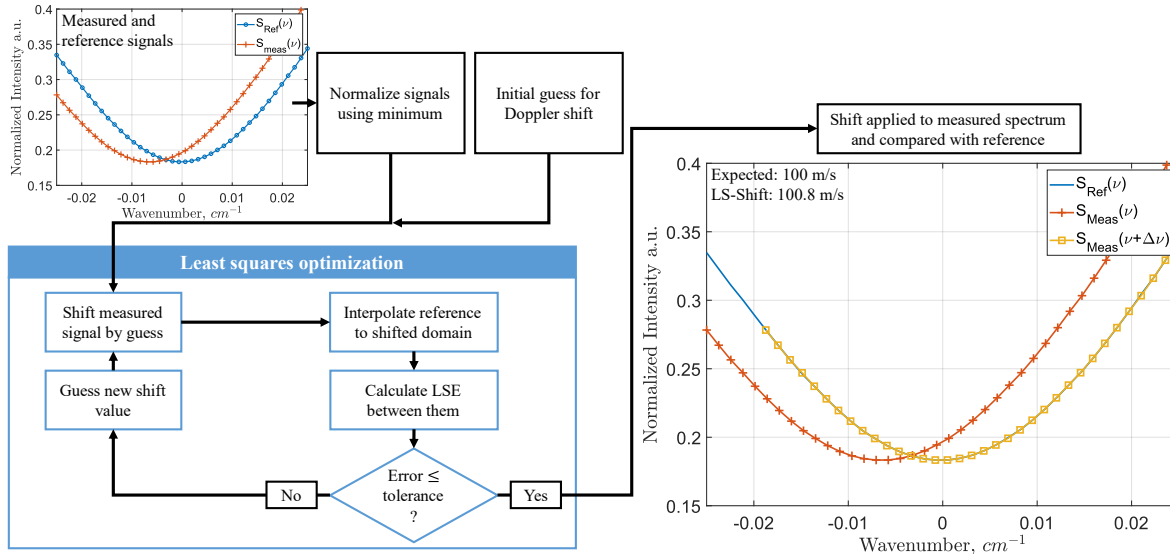 Measured and
reference signals
S_Ref(ν)
S_meas(ν)
Normalized Intensity a.u.
0.4
0.35
0.3
0.25
0.2
0.15
-0.02
-0.01
0
0.01
0.02
Wavenumber, cm⁻¹
Normalize signals
using minimum
Initial guess for
Doppler shift
Shift applied to measured spectrum
and compared with reference
Least squares optimization
Shift measured
signal by guess
Interpolate reference
to shifted domain
Guess new shift
value
Calculate LSE
between them
Error ≤
tolerance
?
No
Yes
Expected: 100 m/s
LS-Shift: 100.8 m/s
S_Ref(ν)
S_Meas(ν)
S_Meas(ν+Δν)
Normalized Intensity a.u.
0.4
0.35
0.3
0.25
0.2
0.15
-0.02
-0.01
0
0.01
0.02
Wavenumber, cm⁻¹